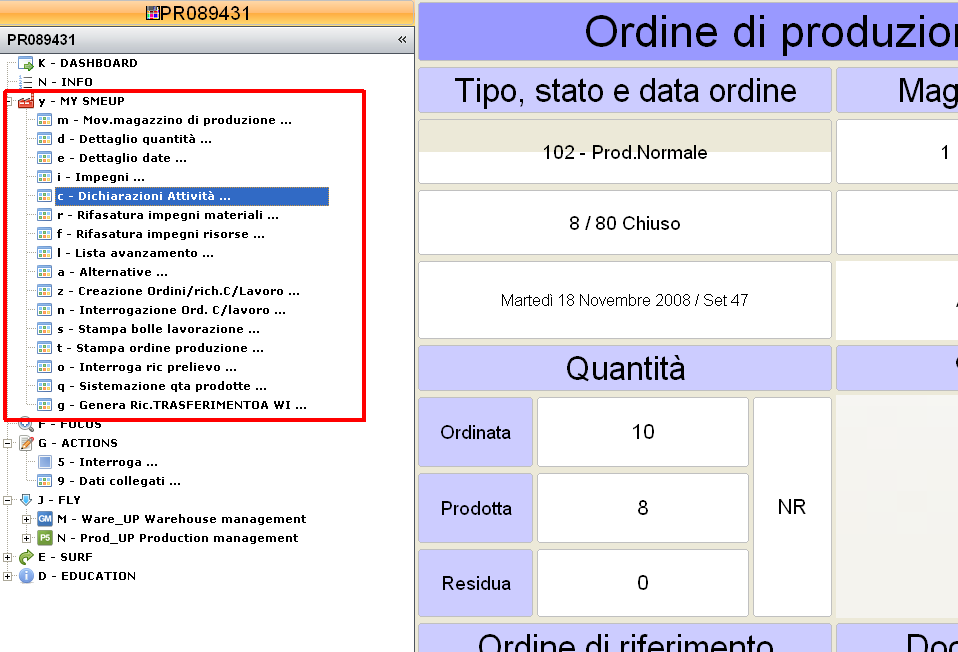 PR089431
PR089431 «
K - DASHBOARD
N - INFO
y - MY SMEUP
m - Mov.magazzino di produzione ...
d - Dettaglio quantità ...
e - Dettaglio date ...
i - Impegni ...
c - Dichiarazioni Attività ...
r - Rifasatura impegni materiali ...
f - Rifasatura impegni risorse ...
l - Lista avanzamento ...
a - Alternative ...
z - Creazione Ordini/rich.C/Lavoro ...
n - Interrogazione Ord. C/lavoro ...
s - Stampa bolle lavorazione ...
t - Stampa ordine produzione ...
o - Interroga ric prelievo ...
q - Sistemazione qta prodotte ...
g - Genera Ric.TRASFERIMENTOA WI ...
F - FOCUS
G - ACTIONS
5 - Interroga ...
9 - Dati collegati ...
J - FLY
GM M - Ware_UP Warehouse management
PS N - Prod_UP Production management
E - SURF
D - EDUCATION
Ordine di produzio
Tipo, stato e data ordine
Mag
102 - Prod.Normale
1
8 / 80 Chiuso
Martedì 18 Novembre 2008 / Set 47
Quantità
Ordinata 10
Prodotta 8
NR
Residua 0
Ordine di riferimento
Doc